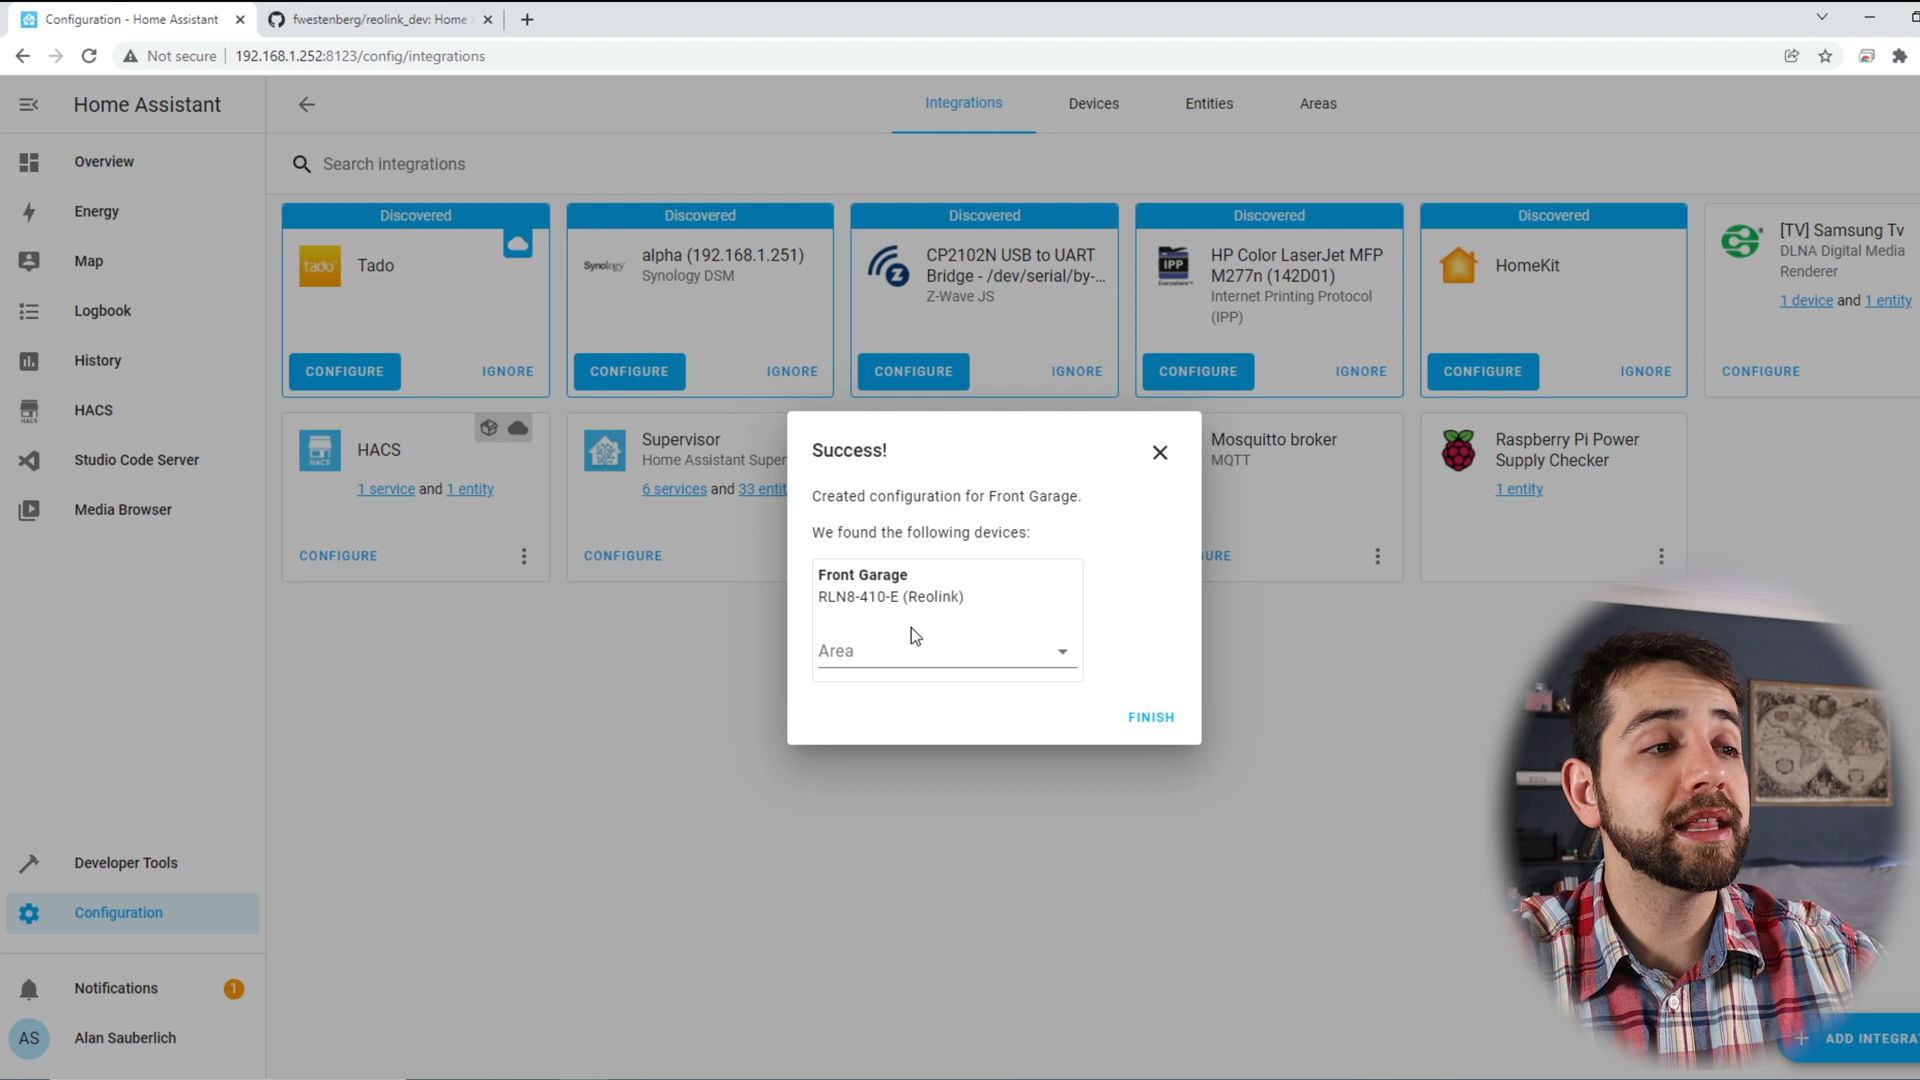 Configuration - Home Assistant
fwestenberg/reolink_dev: Home
Not secure
192.168.1.252:8123/config/integrations
Home Assistant
Integrations
Devices
Entities
Areas
Overview
Energy
Map
Logbook
History
HACS
Studio Code Server
Media Browser
Developer Tools
Configuration
Notifications
1
AS
Alan Sauberlich
Search integrations
Discovered
tado
Tado
CONFIGURE
IGNORE
Discovered
Synology
alpha (192.168.1.251)
Synology DSM
CONFIGURE
IGNORE
Discovered
CP2102N USB to UART
Bridge - /dev/serial/by-...
Z-Wave JS
CONFIGURE
IGNORE
Discovered
IPP
Everywhere
HP Color LaserJet MFP
M277n (142D01)
Internet Printing Protocol
(IPP)
CONFIGURE
IGNORE
Discovered
HomeKit
CONFIGURE
IGNORE
[TV] Samsung Tv
DLNA Digital Media
Renderer
1 device and 1 entity
CONFIGURE
HACS
HACS
1 service and 1 entity
CONFIGURE
Supervisor
Home Assistant Super
6 services and 33 entit
CONFIGURE
Mosquitto broker
MQTT
URE
Raspberry Pi Power
Supply Checker
1 entity
Success!
Created configuration for Front Garage.
We found the following devices:
Front Garage
RLN8-410-E (Reolink)
Area
FINISH
ADD INTEGRA